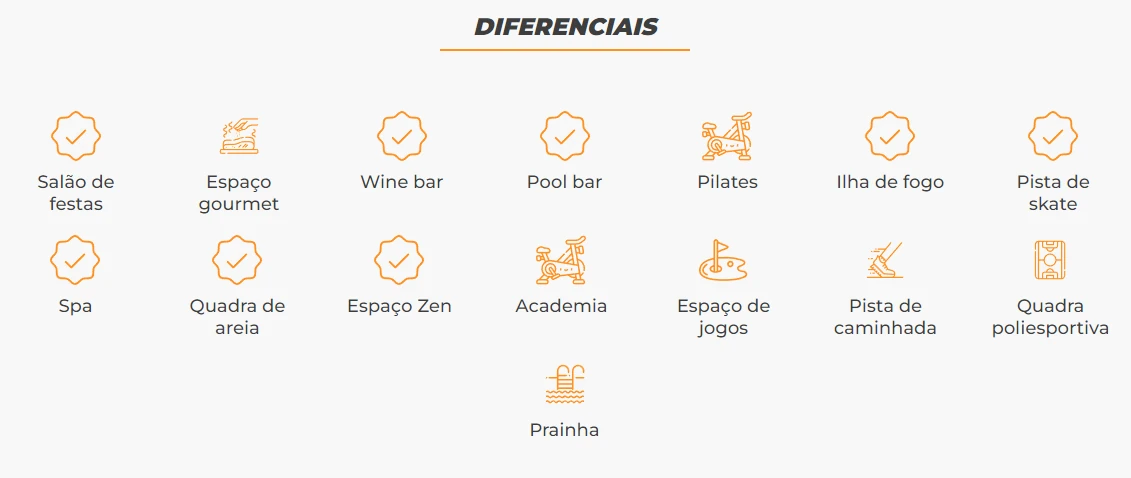 DIFERENCIAIS
Salão de
festas
Espaço
gourmet
Wine bar
Pool bar
Pilates
Ilha de fogo
Pista de
skate
Spa
Quadra de
areia
Espaço Zen
Academia
Espaço de
jogos
Pista de
caminhada
Quadra
poliesportiva
Prainha